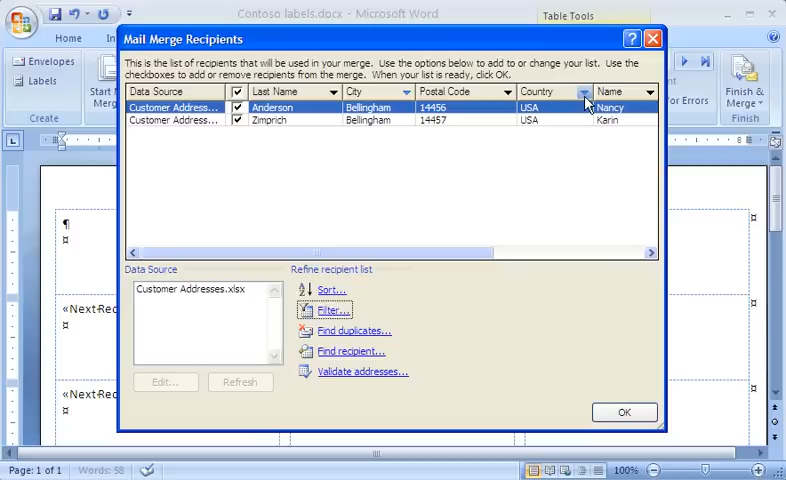 Contoso labels.docx - Microsoft Word
Table Tools
Home
Envelopes
Labels
Create
Start M
M
for Errors
Finish &
Merge
Finish
Mail Merge Recipients
This is the list of recipients that will be used in your merge. Use the options below to add to or change your list. Use the
checkboxes to add or remove recipients from the merge. When your list is ready, click OK.
Data Source Last Name City Postal Code Country Name
Customer Address... Anderson Bellingham 14456 USA Nancy
Customer Address... Zimprich Bellingham 14457 USA Karin
Data Source
Customer Addresses.xlsx
Edit... Refresh
Refine recipient list
Sort...
Filter...
Find duplicates...
Find recipient...
Validate addresses...
OK
«Next Rec
«Next Rec
Page: 1 of 1 Words: 58 100%